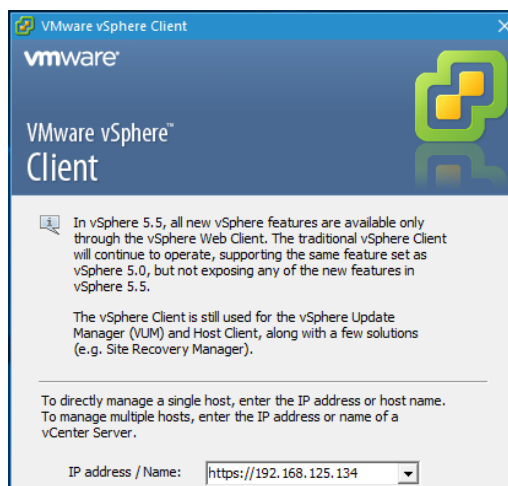 VMware vSphere Client
vmware
VMware vSphere™
Client
In vSphere 5.5, all new vSphere features are available only
through the vSphere Web Client. The traditional vSphere Client
will continue to operate, supporting the same feature set as
vSphere 5.0, but not exposing any of the new features in
vSphere 5.5.
The vSphere Client is still used for the vSphere Update
Manager (VUM) and Host Client, along with a few solutions
(e.g. Site Recovery Manager).
To directly manage a single host, enter the IP address or host name.
To manage multiple hosts, enter the IP address or name of a
vCenter Server.
IP address / Name: https://192.168.125.134